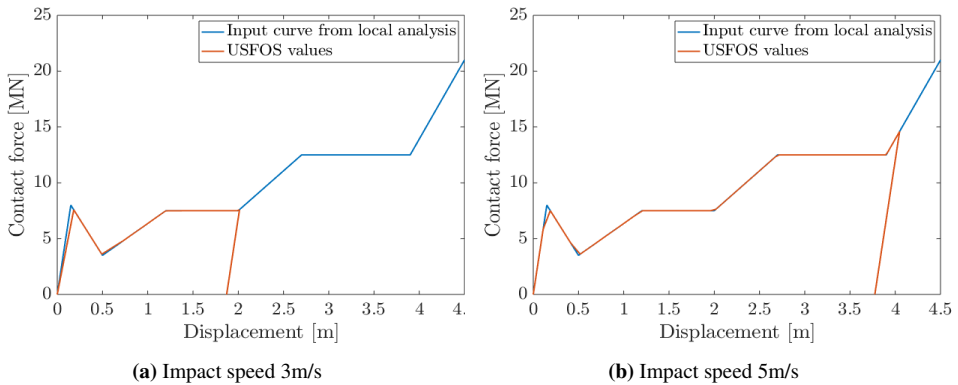 25
20
15
10
5
0
Contact force [MN]
Input curve from local analysis
USFOS values
0 0.5 1 1.5 2 2.5 3 3.5 4 4.
Displacement [m]
(a) Impact speed 3m/s
25
20
15
10
5
0
Contact force [MN]
Input curve from local analysis
USFOS values
0 0.5 1 1.5 2 2.5 3 3.5 4 4.5
Displacement [m]
(b) Impact speed 5m/s